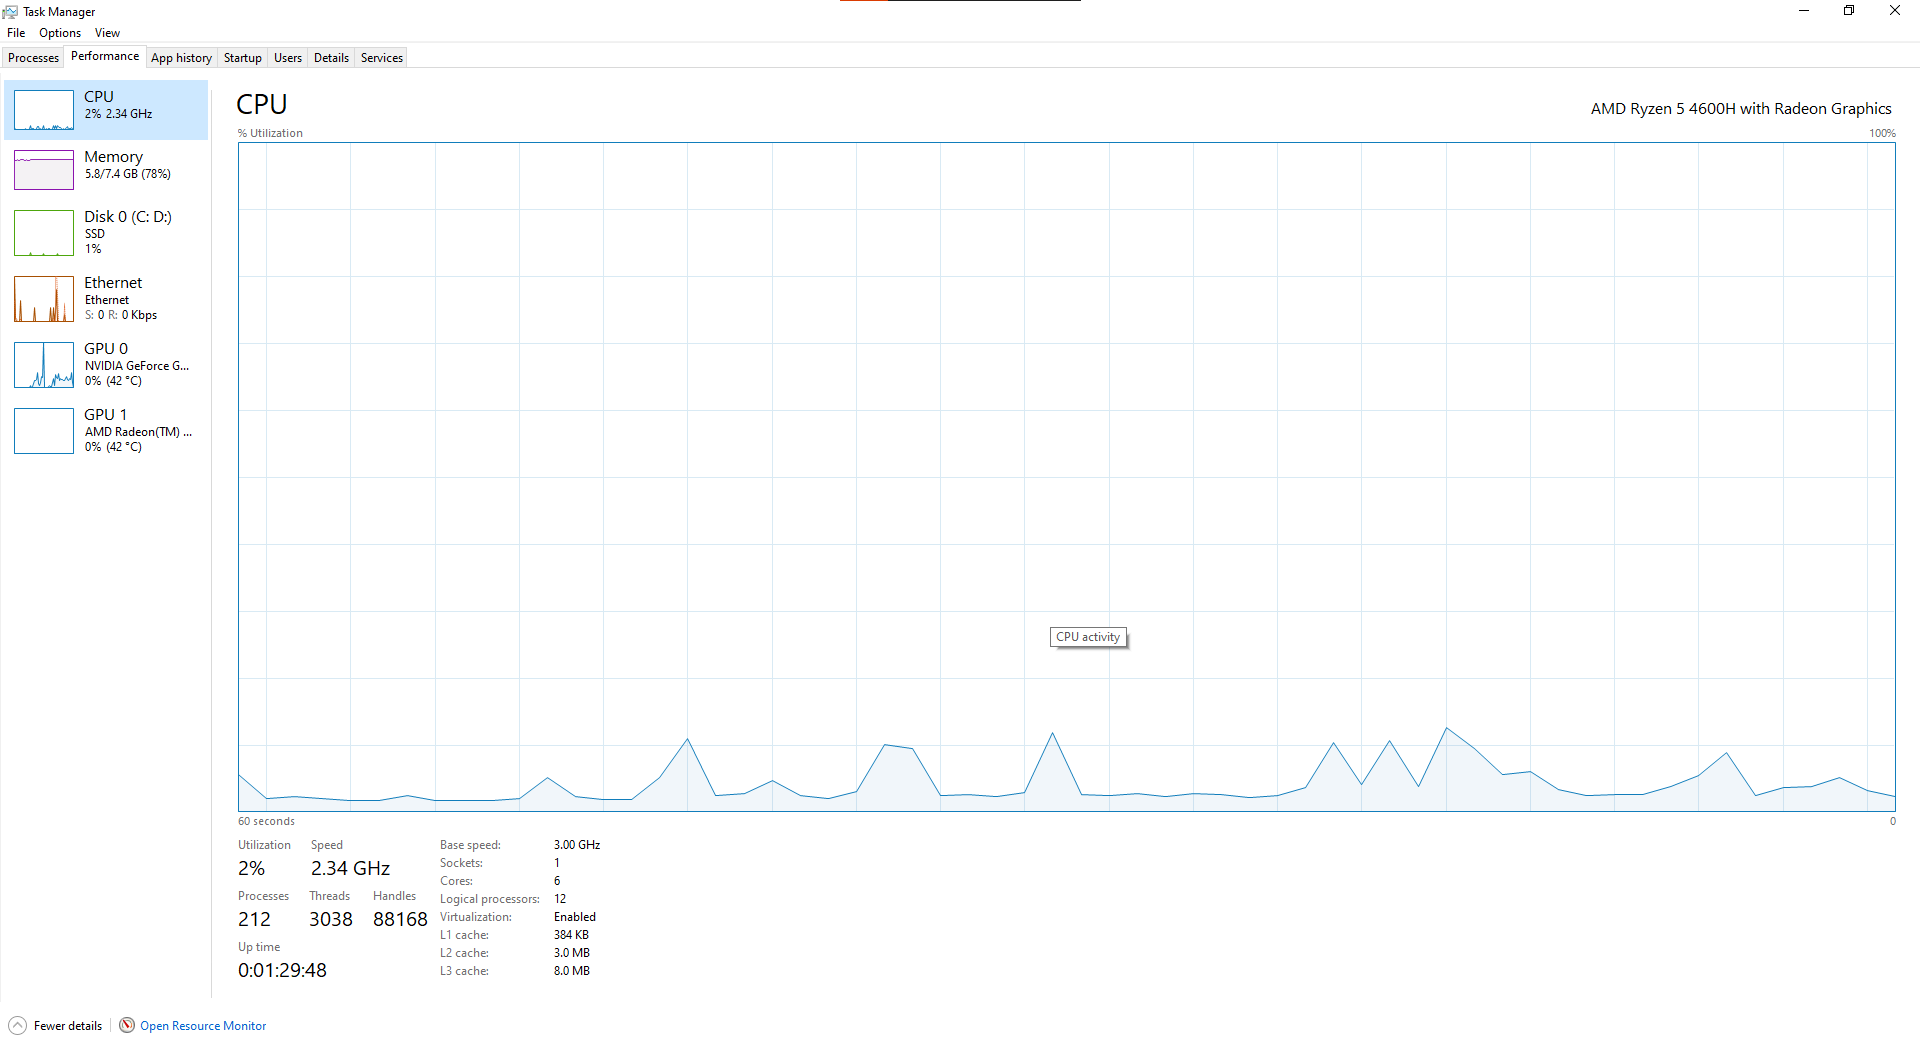 Task Manager
File Options View
Processes Performance App history Startup Users Details Services
CPU
2% 2.34 GHz
Memory
5.8/7.4 GB (78%)
Disk 0 (C: D:)
SSD
1%
Ethernet
Ethernet
S: 0 R: 0 Kbps
GPU 0
NVIDIA GeForce G...
0% (42 °C)
GPU 1
AMD Radeon(TM) ...
0% (42 °C)
CPU
AMD Ryzen 5 4600H with Radeon Graphics
% Utilization 100%
CPU activity
60 seconds 0
Utilization Speed
2% 2.34 GHz
Processes Threads Handles
212 3038 88168
Up time
0:01:29:48
Base speed: 3.00 GHz
Sockets: 1
Cores: 6
Logical processors: 12
Virtualization: Enabled
L1 cache: 384 KB
L2 cache: 3.0 MB
L3 cache: 8.0 MB
Fewer details Open Resource Monitor